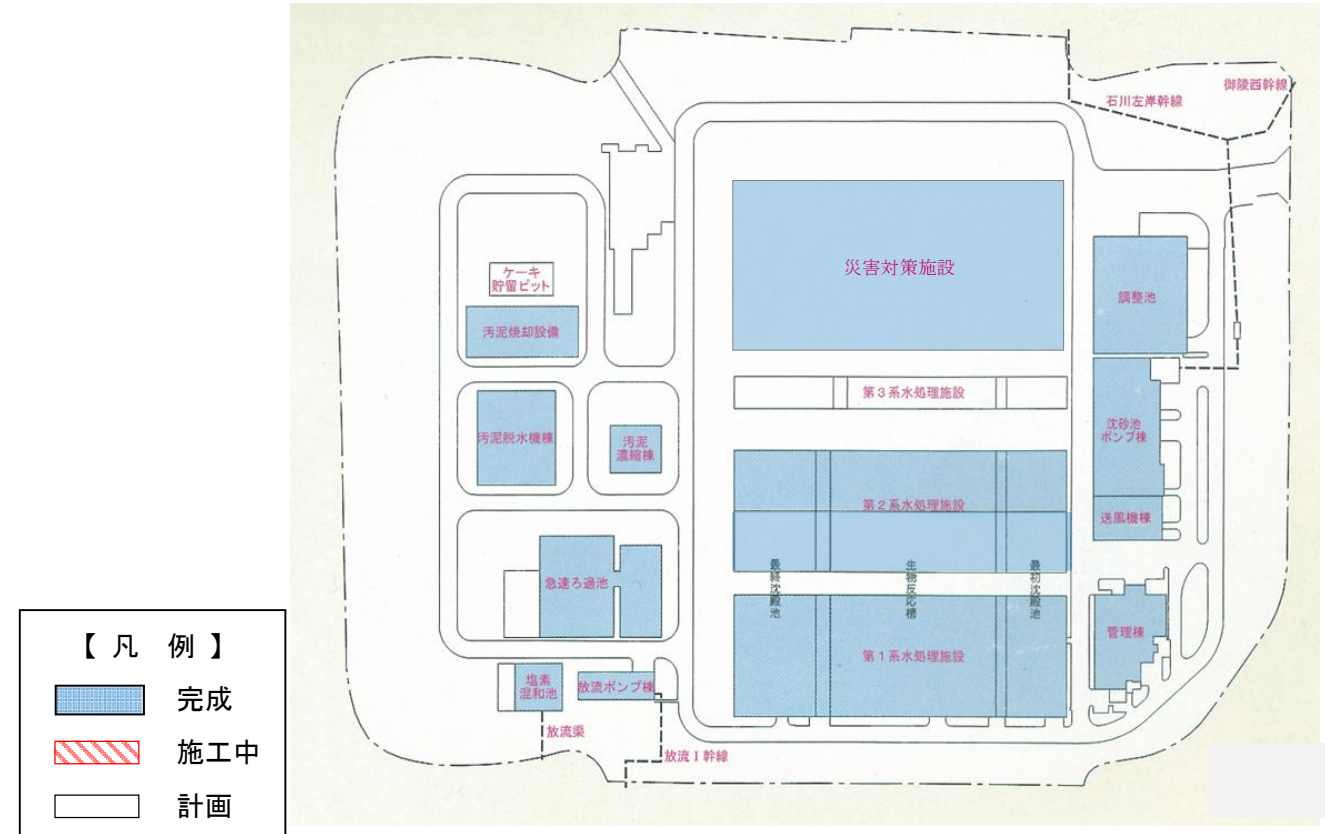 御陵西幹線
石川左岸幹線
災害対策施設
調整池
ケーキ
貯留ピット
汚泥焼却設備
第3系水処理施設
沈砂池
ポンプ棟
汚泥脱水機棟
汚泥
濃縮棟
第2系水処理施設
送風機棟
最終沈殿池
生物反応槽
最初沈殿池
急速ろ過池
管理棟
第1系水処理施設
塩素
混和池
放流ポンプ棟
放流渠
放流Ⅰ幹線
【 凡 例 】
完成
施工中
計画